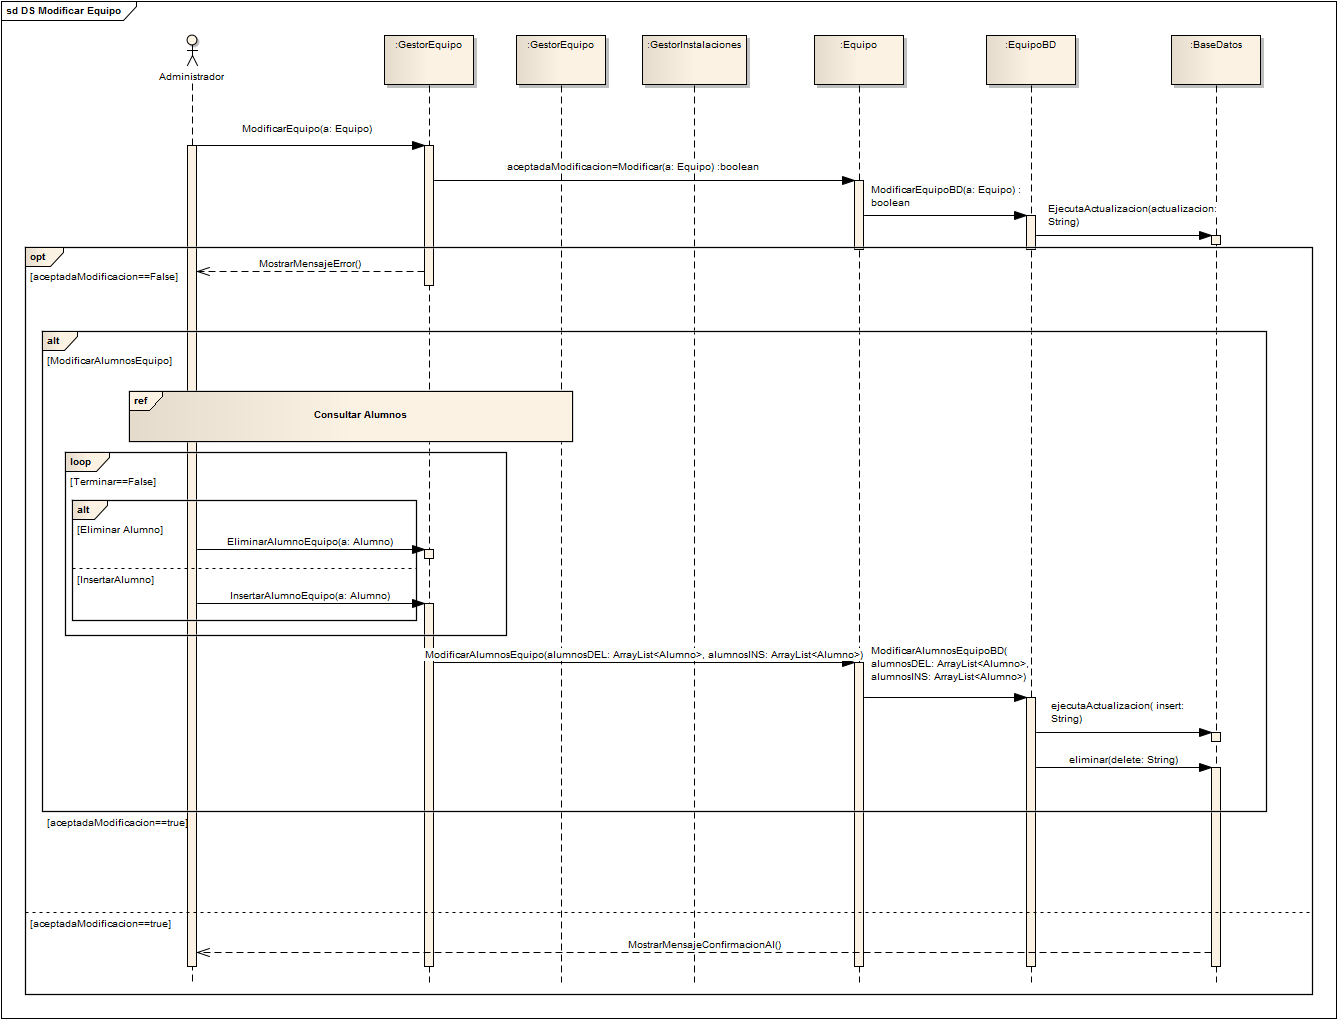 sd DS Modificar Equipo
Administrador
:GestorEquipo
:GestorEquipo
:GestorInstalaciones
:Equipo
:EquipoBD
:BaseDatos
ModificarEquipo(a: Equipo)
aceptadaModificacion=Modificar(a: Equipo) :boolean
ModificarEquipoBD(a: Equipo) :
boolean
EjecutaActualizacion(actualizacion:
String)
opt
[aceptadaModificacion==False]
MostrarMensajeError()
alt
[ModificarAlumnosEquipo]
ref
Consultar Alumnos
loop
[Terminar==False]
alt
[Eliminar Alumno]
EliminarAlumnoEquipo(a: Alumno)
[InsertarAlumno]
InsertarAlumnoEquipo(a: Alumno)
ModificarAlumnosEquipo(alumnosDEL: ArrayList<Alumno>, alumnosINS: ArrayList<Alumno>)
ModificarAlumnosEquipoBD(
alumnosDEL: ArrayList<Alumno>,
alumnosINS: ArrayList<Alumno>)
ejecutaActualizacion( insert:
String)
eliminar(delete: String)
[aceptadaModificacion==true]
[aceptadaModificacion==true]
MostrarMensajeConfirmacionAl()